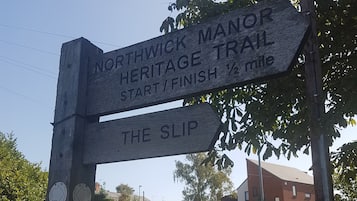 NORTHWICK MANOR
HERITAGE TRAIL
START / FINISH ½ mile
THE SLIP